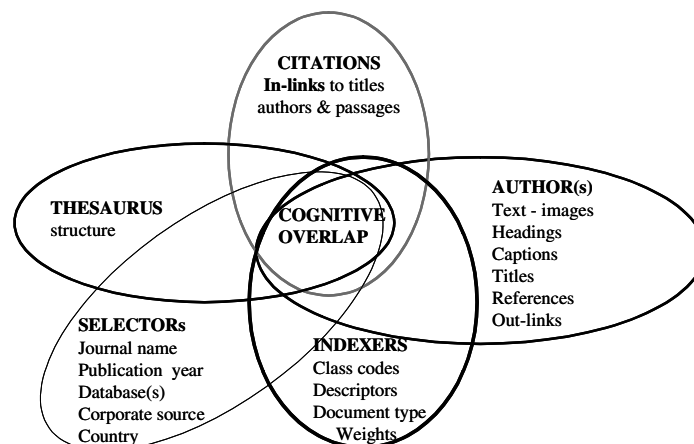 CITATIONS
In-links to titles
authors & passages
THESAURUS
structure
COGNITIVE
OVERLAP
AUTHOR(s)
Text - images
Headings
Captions
Titles
References
Out-links
SELECTORs
Journal name
Publication year
Database(s)
Corporate source
Country
INDEXERS
Class codes
Descriptors
Document type
Weights